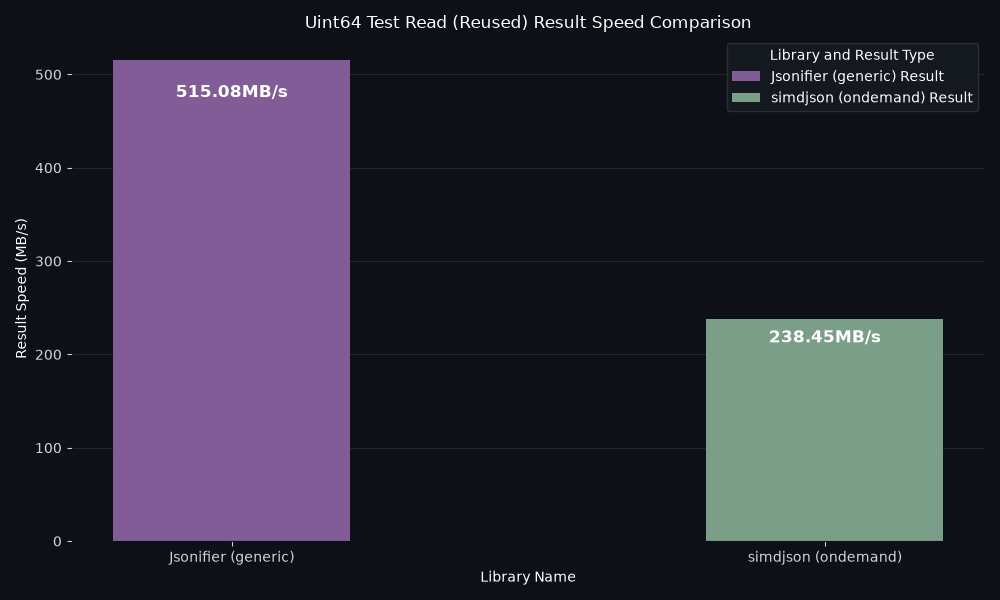 Uint64 Test Read (Reused) Result Speed Comparison
Library and Result Type
Jsonifier (generic) Result
simdjson (ondemand) Result
515.08MB/s
238.45MB/s
Result Speed (MB/s)
500
400
300
200
100
0
Jsonifier (generic)
simdjson (ondemand)
Library Name